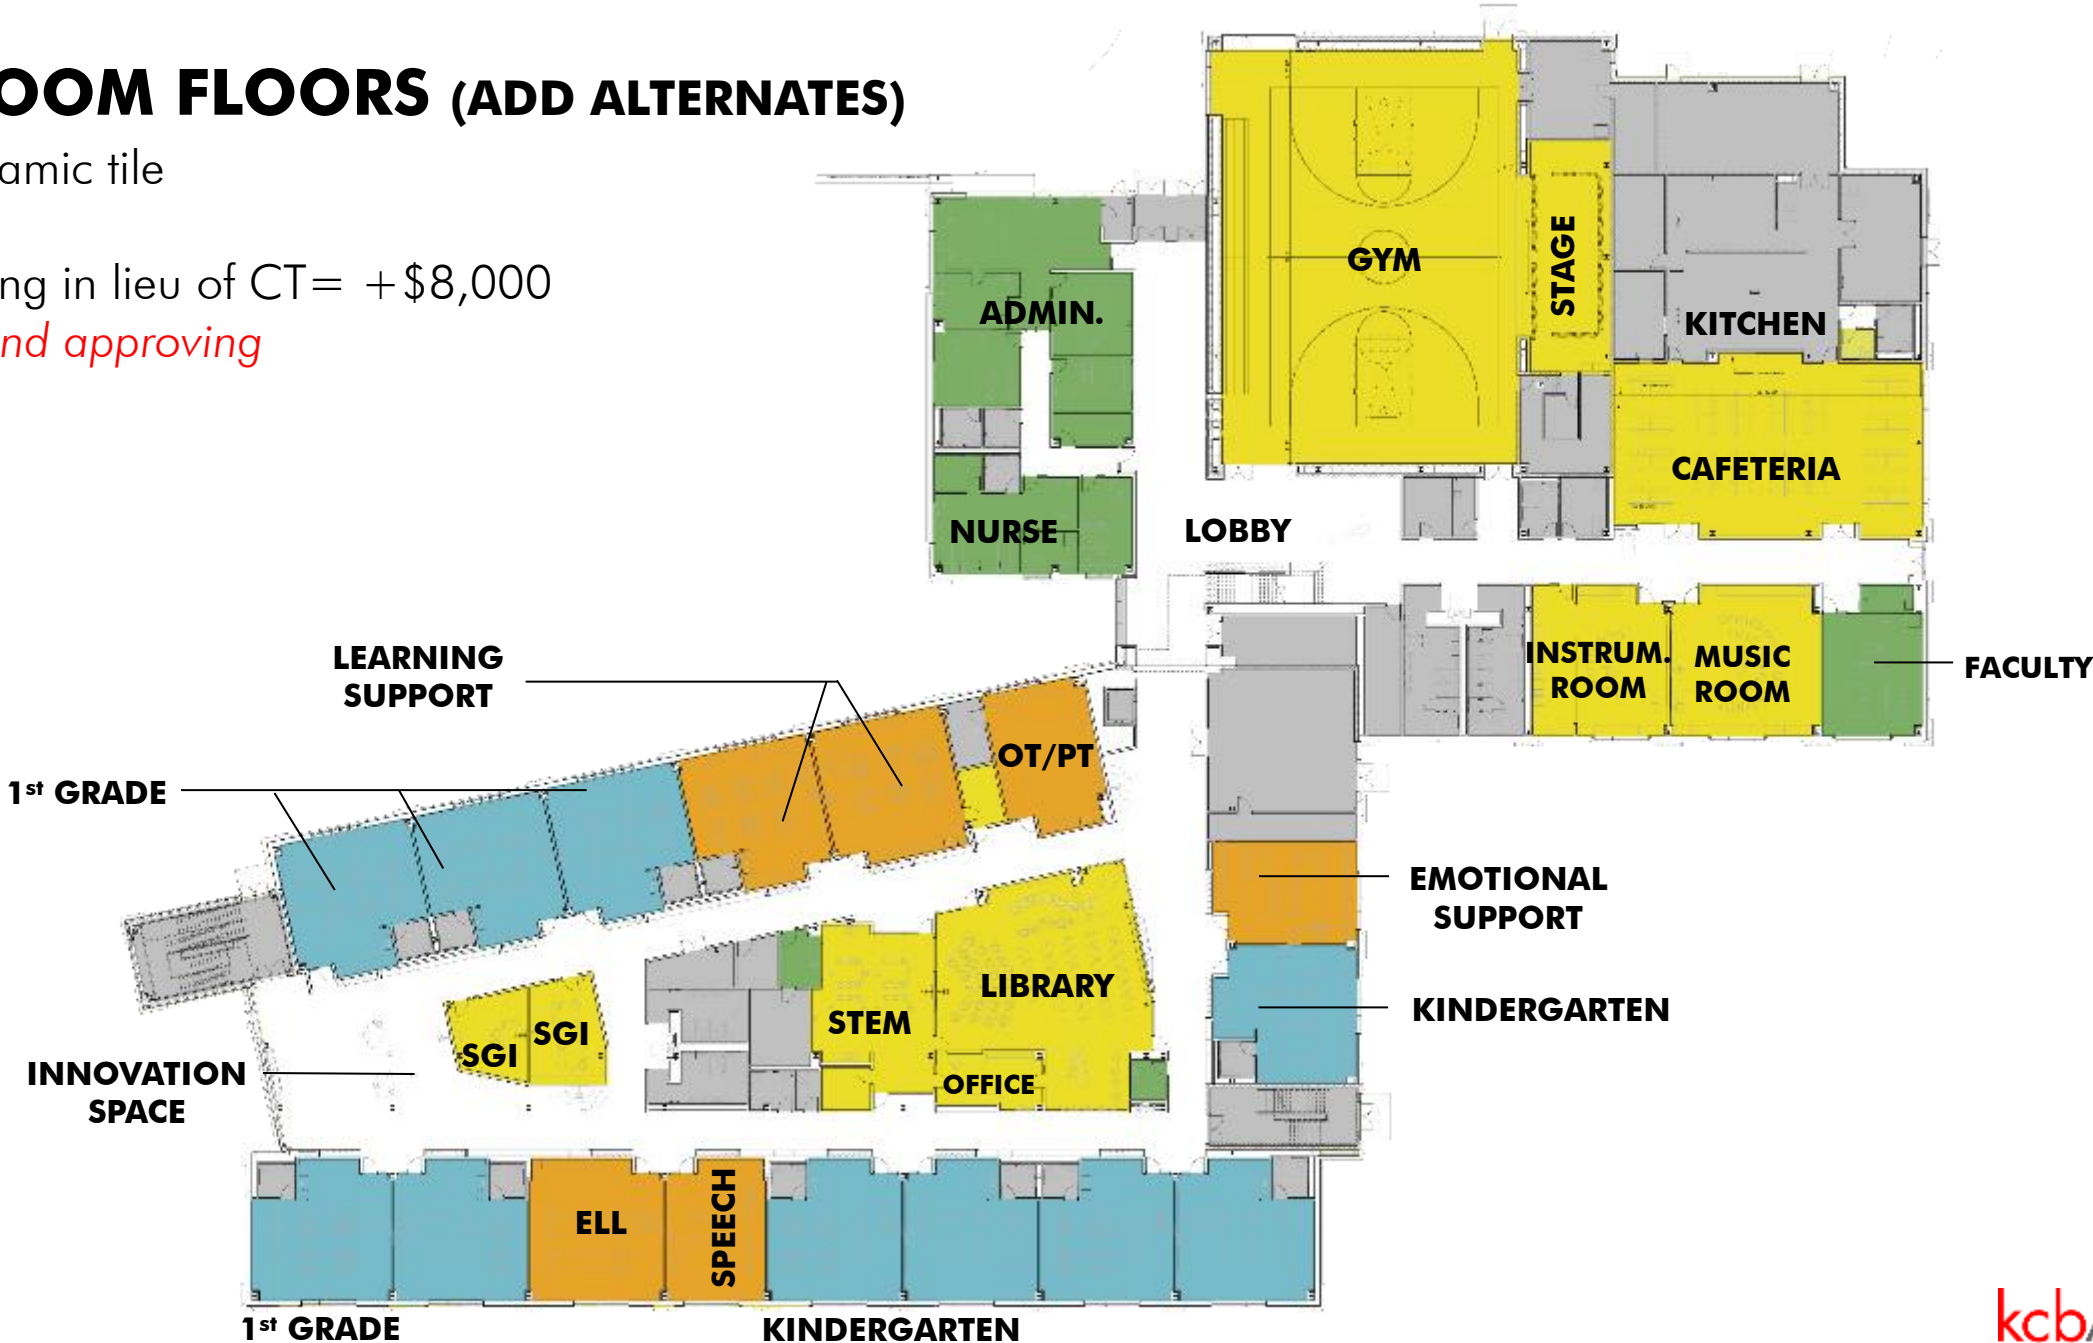 OOM FLOORS (ADD ALTERNATES)
amic tile
ng in lieu of CT= +$8,000
nd approving
GYM
STAGE
ADMIN.
KITCHEN
CAFETERIA
NURSE
LOBBY
INSTRUM.
ROOM
MUSIC
ROOM
FACULTY
LEARNING
SUPPORT
OT/PT
1st GRADE
EMOTIONAL
SUPPORT
LIBRARY
KINDERGARTEN
STEM
SGI
SGI
INNOVATION
SPACE
OFFICE
ELL
SPEECH
1st GRADE
KINDERGARTEN
kcb